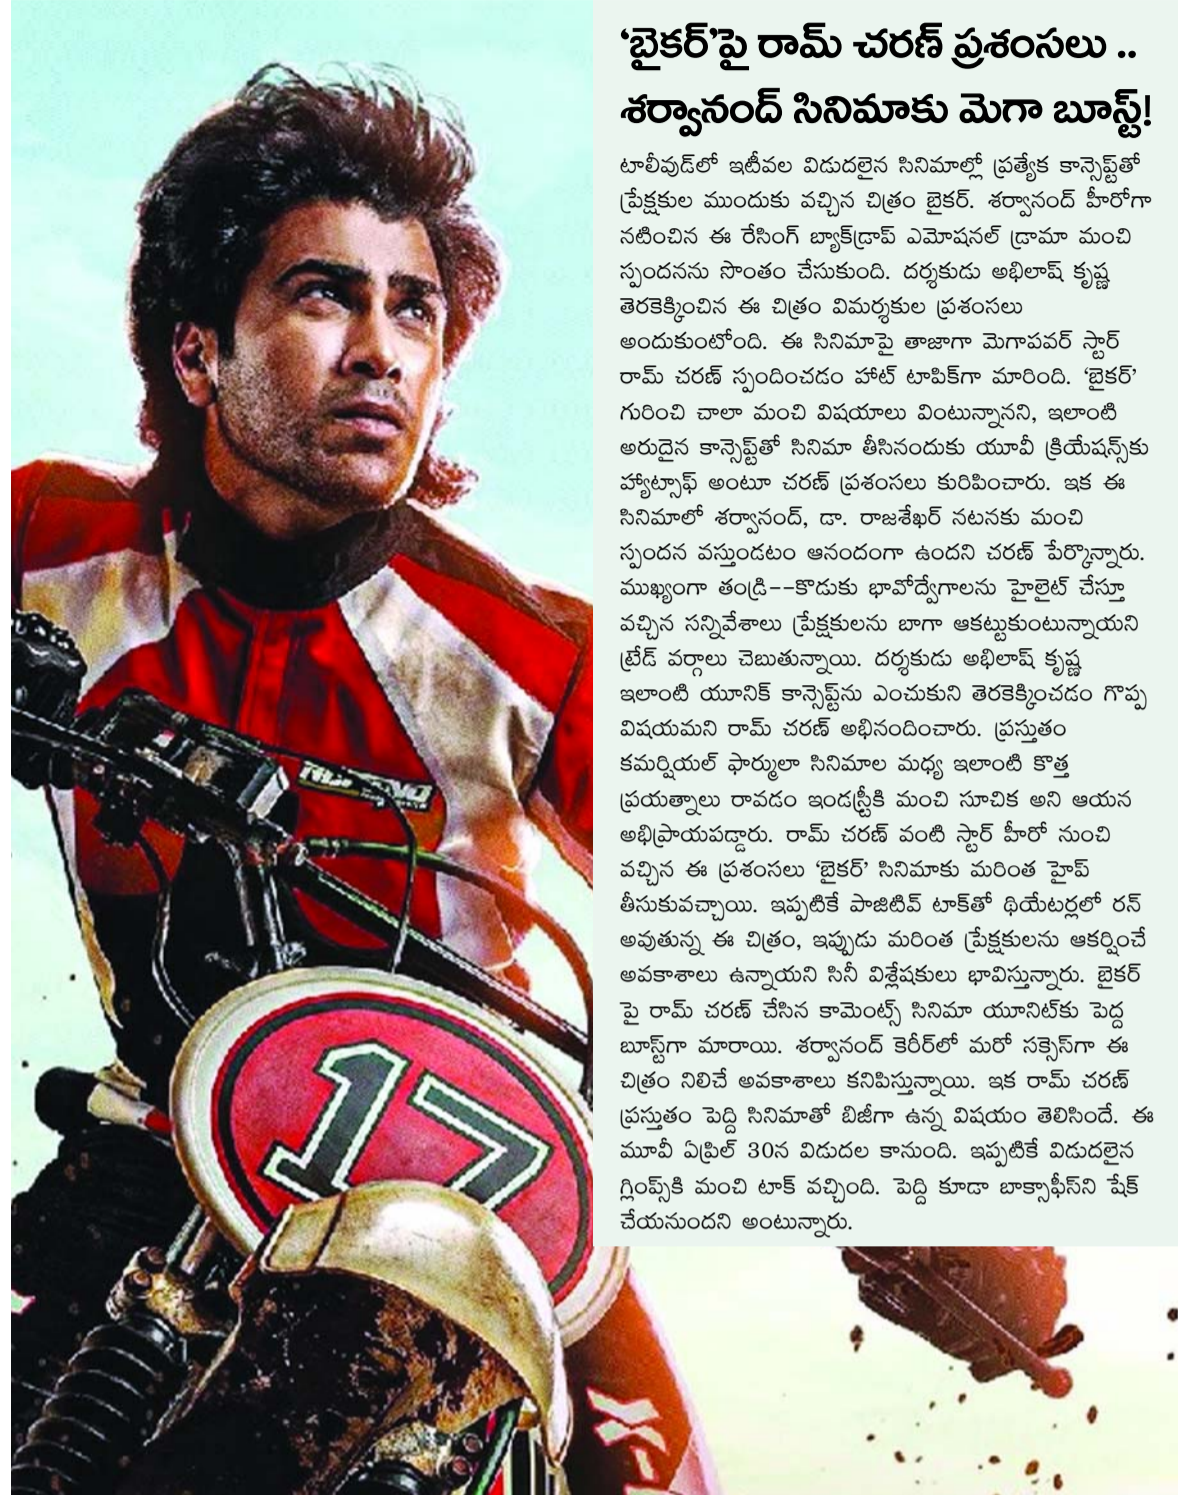 ‘బైకర్’పై రామ్ చరణ్ ప్రశంసలు ..
శర్వానంద్ సినిమాకు మెగా బూస్ట్!
టాలీవుడ్‌లో ఇటీవల విడుదలైన సినిమాల్లో ప్రత్యేక కాన్సెప్ట్‌తో
ప్రేక్షకుల ముందుకు వచ్చిన చిత్రం బైకర్. శర్వానంద్ హీరోగా
నటించిన ఈ రేసింగ్ బ్యాక్‌డ్రాప్ ఎమోషనల్ డ్రామా మంచి
స్పందనను సొంతం చేసుకుంది. దర్శకుడు అభిలాష్ కృష్ణ
తెరకెక్కించిన ఈ చిత్రం విమర్శకుల ప్రశంసలు
అందుకుంటోంది. ఈ సినిమాపై తాజాగా మెగాపవర్ స్టార్
రామ్ చరణ్ స్పందించడం హాట్ టాపిక్‌గా మారింది. ‘బైకర్’
గురించి చాలా మంచి విషయాలు వింటున్నానని, ఇలాంటి
అరుదైన కాన్సెప్ట్‌తో సినిమా తీసినందుకు యూవీ క్రియేషన్స్‌కు
హ్యాట్సాఫ్ అంటూ చరణ్ ప్రశంసలు కురిపించారు. ఇక ఈ
సినిమాలో శర్వానంద్, డా. రాజశేఖర్ నటనకు మంచి
స్పందన వస్తుండటం ఆనందంగా ఉందని చరణ్ పేర్కొన్నారు.
ముఖ్యంగా తండ్రి--కొడుకు భావోద్వేగాలను హైలైట్ చేస్తూ
వచ్చిన సన్నివేశాలు ప్రేక్షకులను బాగా ఆకట్టుకుంటున్నాయని
ట్రేడ్ వర్గాలు చెబుతున్నాయి. దర్శకుడు అభిలాష్ కృష్ణ
ఇలాంటి యూనిక్ కాన్సెప్ట్‌ను ఎంచుకుని తెరకెక్కించడం గొప్ప
విషయమని రామ్ చరణ్ అభినందించారు. ప్రస్తుతం
కమర్షియల్ ఫార్ములా సినిమాల మధ్య ఇలాంటి కొత్త
ప్రయత్నాలు రావడం ఇండస్ట్రీకి మంచి సూచిక అని ఆయన
అభిప్రాయపడ్డారు. రామ్ చరణ్ వంటి స్టార్ హీరో నుంచి
వచ్చిన ఈ ప్రశంసలు ‘బైకర్’ సినిమాకు మరింత హైప్
తీసుకువచ్చాయి. ఇప్పటికే పాజిటివ్ టాక్‌తో థియేటర్లలో రన్
అవుతున్న ఈ చిత్రం, ఇప్పుడు మరింత ప్రేక్షకులను ఆకర్షించే
అవకాశాలు ఉన్నాయని సినీ విశ్లేషకులు భావిస్తున్నారు. బైకర్
పై రామ్ చరణ్ చేసిన కామెంట్స్ సినిమా యూనిట్‌కు పెద్ద
బూస్ట్‌గా మారాయి. శర్వానంద్ కెరీర్‌లో మరో సక్సెస్‌గా ఈ
చిత్రం నిలిచే అవకాశాలు కనిపిస్తున్నాయి. ఇక రామ్ చరణ్
ప్రస్తుతం పెద్ది సినిమాతో బిజీగా ఉన్న విషయం తెలిసిందే. ఈ
మూవీ ఏప్రిల్ 30న విడుదల కానుంది. ఇప్పటికే విడుదలైన
గ్లింప్స్‌కి మంచి టాక్ వచ్చింది. పెద్ది కూడా బాక్సాఫీస్‌ని షేక్
చేయనుందని అంటున్నారు.
17